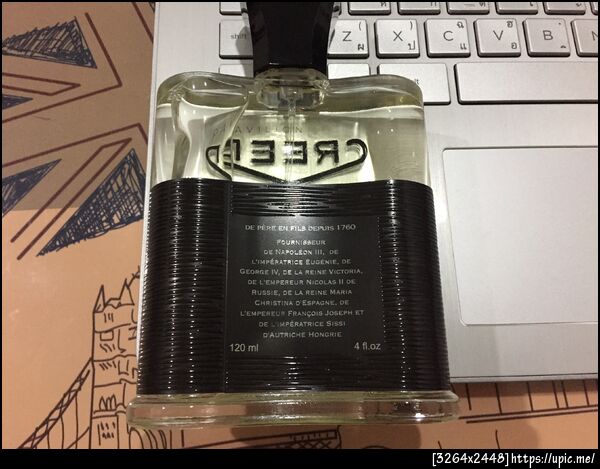 shift
Z
X
C
V
B
N
PAVILLON
CREED
DE PÈRE EN FILS DEPUIS 1760
FOURNISSEUR
DE NAPOLÉON III, DE
L'IMPÉRATRICE EUGÉNIE, DE
GEORGE IV, DE LA REINE VICTORIA,
DE L'EMPEREUR NICOLAS II DE
RUSSIE, DE LA REINE MARIA
CHRISTINA D'ESPAGNE, DE
L'EMPEREUR FRANÇOIS JOSEPH ET
DE L'IMPÉRATRICE SISSI
D'AUTRICHE HONGRIE
120 ml 4 fl.oz
[3264x2448]https://upic.me/